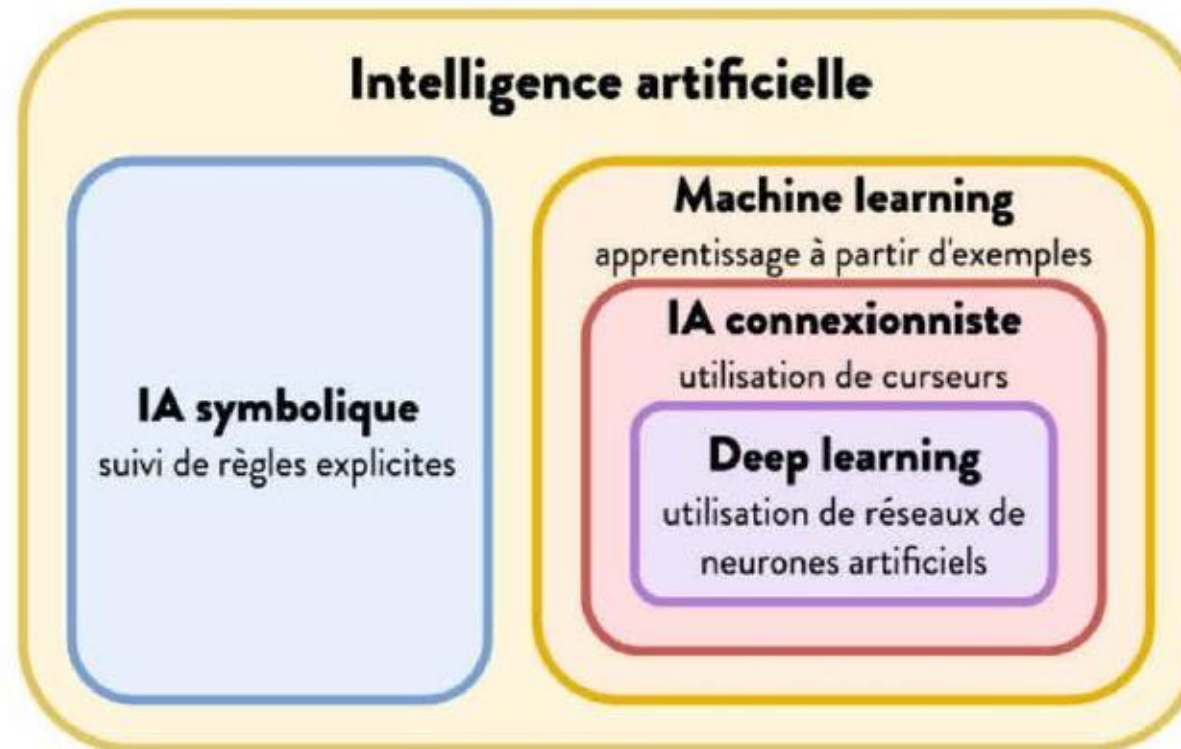 Intelligence artificielle
IA symbolique
suivi de règles explicites
Machine learning
apprentissage à partir d'exemples
IA connexionniste
utilisation de curseurs
Deep learning
utilisation de réseaux de
neurones artificiels